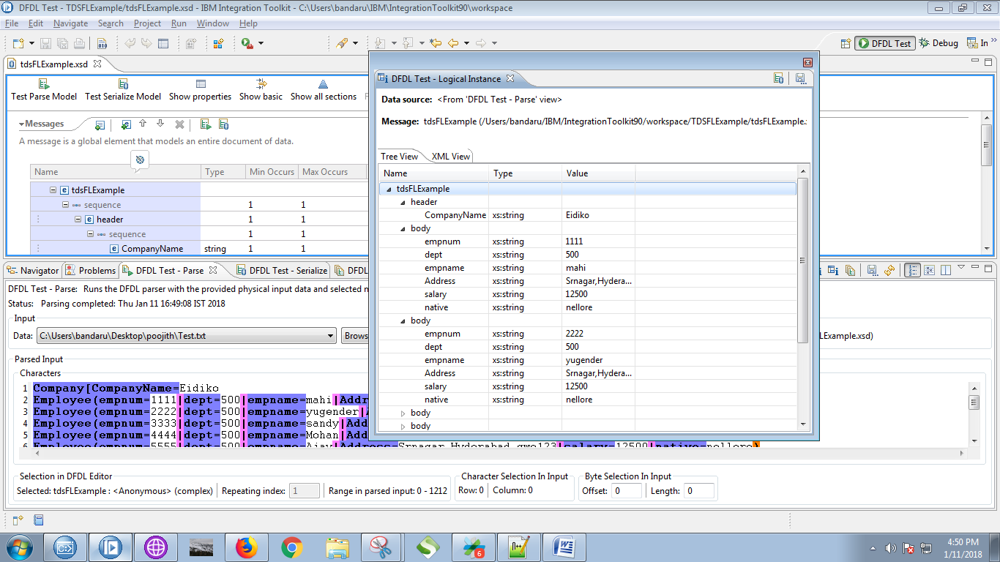 DFDL Test - TDSFLExample/tdsFLExample.xsd - IBM Integration Toolkit - C:\Users\bandaru\IBM\IntegrationToolkit90\workspace
File Edit Navigate Search Project Run Window Help
DFDL Test Debug In
tdsFLExample.xsd
Test Parse Model Test Serialize Model Show properties Show basic Show all sections
Messages
A message is a global element that models an entire document of data.
Name Type Min Occurs Max Occurs
tdsFLExample
sequence 1 1
header 1 1
sequence 1 1
CompanyName string 1 1
DFDL Test - Logical Instance
Data source: <From 'DFDL Test - Parse' view>
Message: tdsFLExample (/Users/bandaru/IBM/IntegrationToolkit90/workspace/TDSFLExample/tdsFLExample.
Tree View XML View
Name Type Value
tdsFLExample
header
CompanyName xs:string Eidiko
body
empnum xs:string 1111
dept xs:string 500
empname xs:string mahi
Address xs:string Srnagar,Hydera...
salary xs:string 12500
native xs:string nellore
body
empnum xs:string 2222
dept xs:string 500
empname xs:string yugender
Address xs:string Srnagar,Hydera...
salary xs:string 12500
native xs:string nellore
body
body
Navigator Problems DFDL Test - Parse DFDL Test - Serialize DFDL
DFDL Test - Parse: Runs the DFDL parser with the provided physical input data and selected
Status: Parsing completed: Thu Jan 11 16:49:08 IST 2018
Input
Data: C:\Users\bandaru\Desktop\poojith\Test.txt Brows LExample.xsd)
Parsed Input
Characters
1 Company[CompanyName=Eidiko
2 Employee(empnum=1111|dept=500|empname=mahi|Addr
3 Employee(empnum=2222|dept=500|empname=yugender|
4 Employee(empnum=3333|dept=500|empname=sandy|Add
5 Employee(empnum=4444|dept=500|empname=Mohan|Add
6 Employee(empnum=5555|dept=500|empname=Ajay|Address=Srnagar,Hyderabad,gwe123|salary=12500|native=nellore)
Selection in DFDL Editor Character Selection In Input Byte Selection In Input
Selected: tdsFLExample : <Anonymous> (complex) Repeating index: 1 Range in parsed input: 0 - 1212 Row: 0 Column: 0 Offset: 0 Length: 0
4:50 PM
1/11/2018